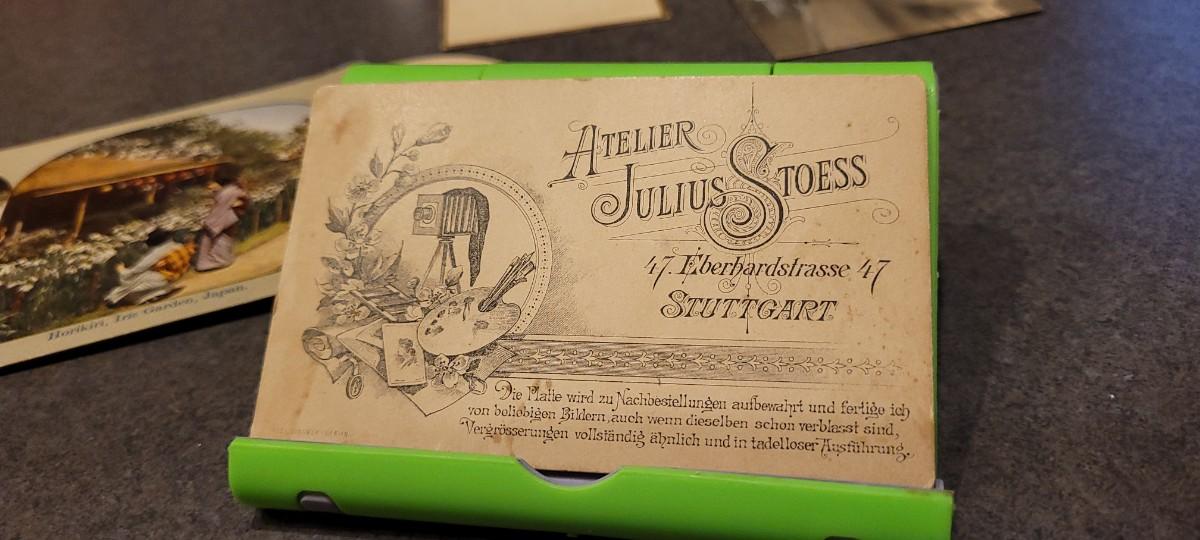 ATELIER
JULIUS STOESS
47. Eberhardstrasse 47
STUTTGART
Die Platte wird zu Nachbestellungen aufbewahrt und fertige ich
von beliebigen Bildern, auch wenn dieselben schon verblasst sind,
Vergrösserungen vollständig ähnlich und in tadelloser Ausführung.
Horikiri, Iris Garden, Japan.